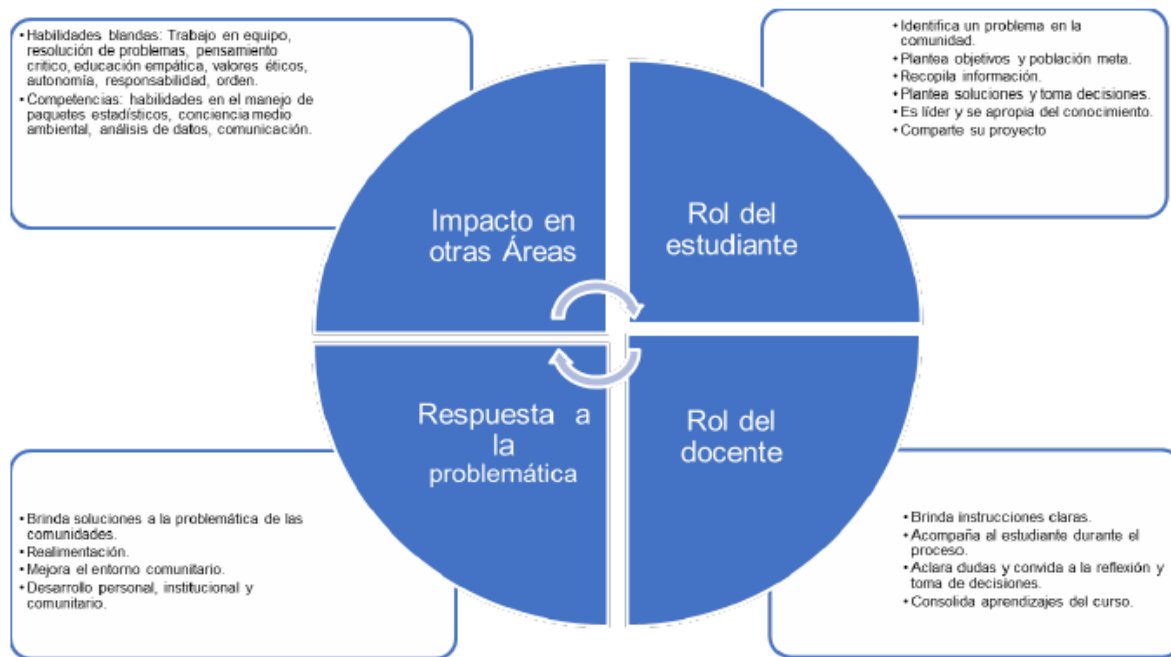 • Habilidades blandas: Trabajo en equipo,
resolución de problemas, pensamiento
critico, educación empática, valores éticos,
autonomía, responsabilidad, orden.
• Competencias: habilidades en el manejo de
paquetes estadísticos, conciencia medio
ambiental, análisis de datos, comunicación.
• Identifica un problema en la
comunidad.
• Plantea objetivos y población meta.
• Recopila información.
• Plantea soluciones y toma decisiones.
• Es líder y se apropia del conocimiento.
• Comparte su proyecto
Impacto en
otras Áreas
Rol del
estudiante
Respuesta a
la
problemática
Rol del
docente
• Brinda soluciones a la problemática de las
comunidades.
• Realimentación.
• Mejora el entorno comunitario.
• Desarrollo personal, institucional y
comunitario.
• Brinda instrucciones claras.
• Acompaña al estudiante durante el
proceso.
• Aclara dudas y convida a la reflexión y
toma de decisiones.
• Consolida aprendizajes del curso.